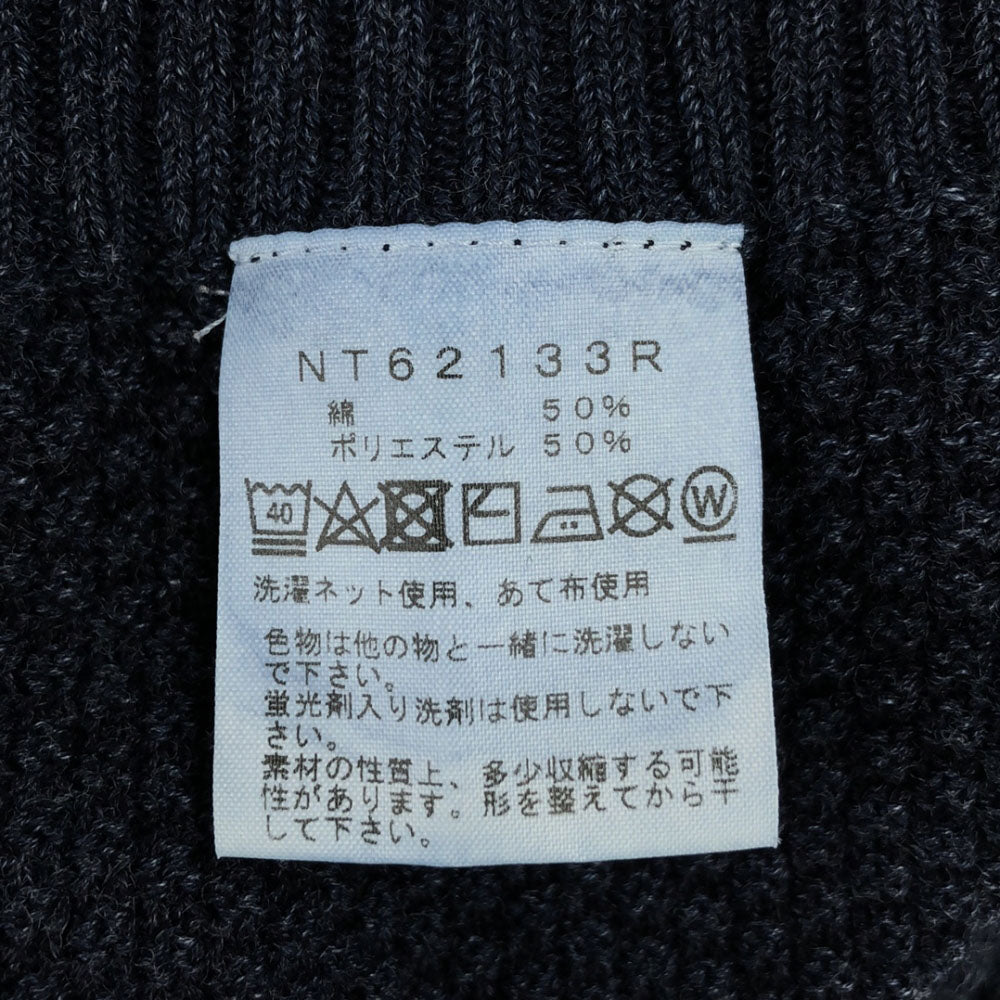 NT62133R
綿 50%
ポリエステル 50%
40 W
洗濯ネット使用、あて布使用
色物は他の物と一緒に洗濯しない
で下さい。
蛍光剤入り洗剤は使用しないで下
さい。
素材の性質上、多少収縮する可能
性があります。形を整えてから干
して下さい。